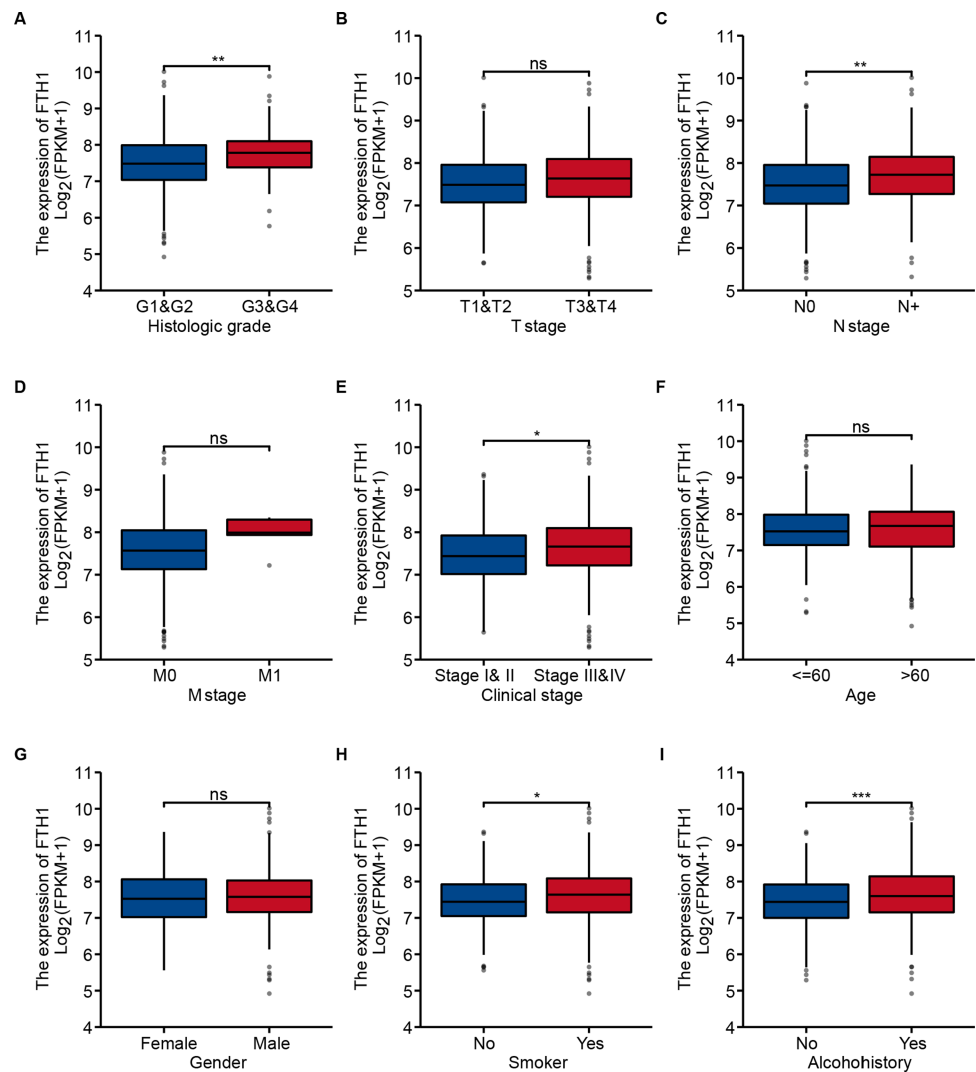 A
The expression of FTH1
Log2(FPKM+1)
11
10
9
8
7
6
5
4
**
G1&G2 G3&G4
Histologic grade
B
The expression of FTH1
Log2(FPKM+1)
11
10
9
8
7
6
5
ns
T1&T2 T3&T4
T stage
C
The expression of FTH1
Log2(FPKM+1)
11
10
9
8
7
6
5
**
N0 N+
N stage
D
The expression of FTH1
Log2(FPKM+1)
11
10
9
8
7
6
5
ns
M0 M1
M stage
E
The expression of FTH1
Log2(FPKM+1)
11
10
9
8
7
6
5
*
Stage I& II Stage III&IV
Clinical stage
F
The expression of FTH1
Log2(FPKM+1)
11
10
9
8
7
6
5
4
ns
<=60 >60
Age
G
The expression of FTH1
Log2(FPKM+1)
11
10
9
8
7
6
5
4
ns
Female Male
Gender
H
The expression of FTH1
Log2(FPKM+1)
11
10
9
8
7
6
5
4
*
No Yes
Smoker
I
The expression of FTH1
Log2(FPKM+1)
11
10
9
8
7
6
5
4
***
No Yes
Alcohohistory